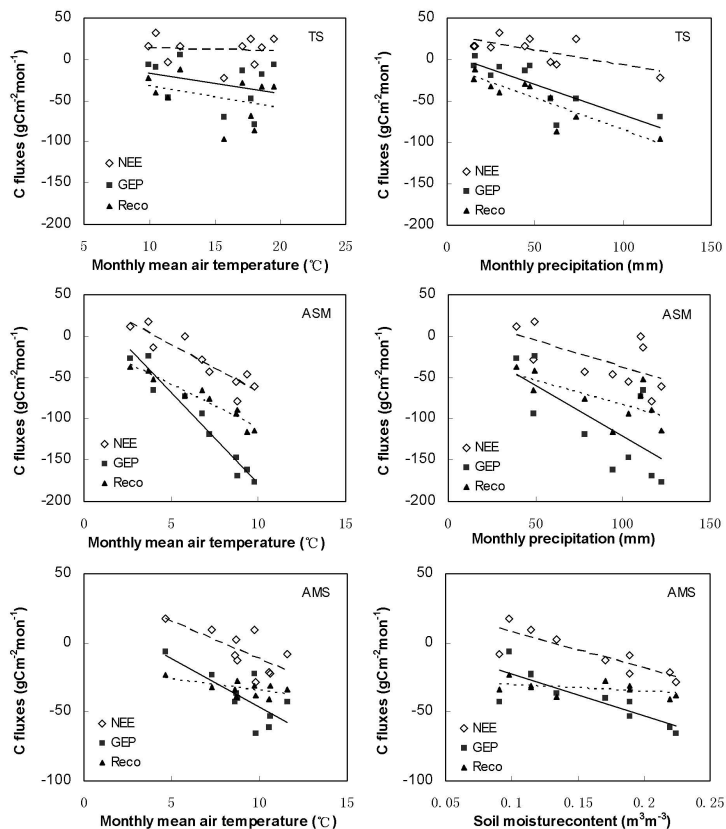 50
0
-50
-100
-150
-200
5
10
15
20
25
C fluxes (gCm⁻²mon⁻¹)
TS
NEE
GEP
Reco
Monthly mean air temperature (℃)
50
0
-50
-100
-150
-200
0
50
100
150
C fluxes (gCm⁻²mon⁻¹)
TS
NEE
GEP
Reco
Monthly precipitation (mm)
50
0
-50
-100
-150
-200
0
5
10
15
C fluxes (gCm⁻²mon⁻¹)
ASM
NEE
GEP
Reco
Monthly mean air temperature (℃)
50
0
-50
-100
-150
-200
0
50
100
150
C fluxes (gCm⁻²mon⁻¹)
ASM
NEE
GEP
Reco
Monthly precipitation (mm)
50
0
-50
-100
0
5
10
15
C fluxes (gCm⁻²mon⁻¹)
AMS
NEE
GEP
Reco
Monthly mean air temperature (℃)
50
0
-50
-100
0.05
0.1
0.15
0.2
0.25
C fluxes (gCm⁻²mon⁻¹)
AMS
NEE
GEP
Reco
Soil moisturecontent (m³m⁻³)